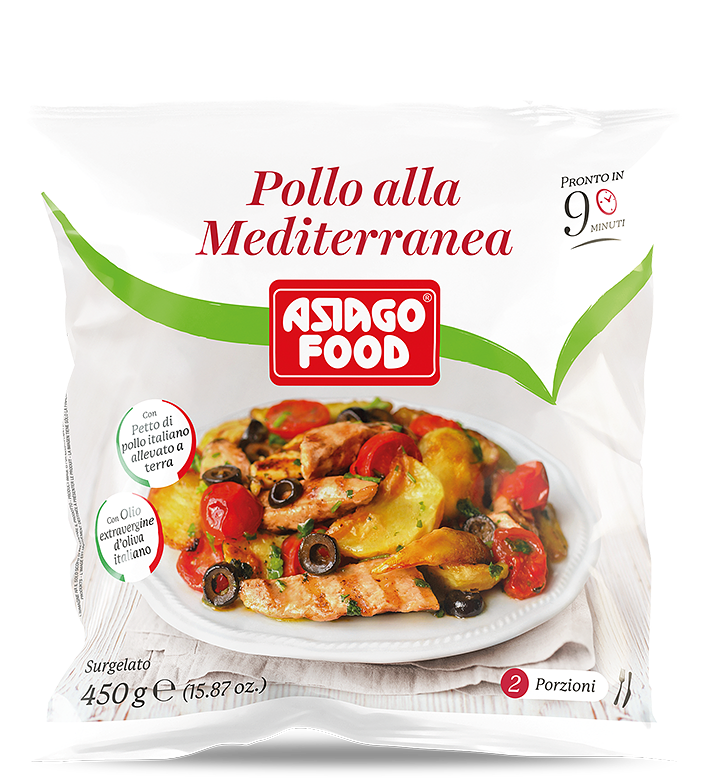 Pollo alla
Mediterranea
PRONTO IN
9
MINUTI
ASIAGO®
FOOD
Con
Petto di
pollo italiano
allevato a
terra
Con Olio
extravergine
d'oliva
italiano
Surgelato
450 g ℮ (15.87 oz.)
2 Porzioni